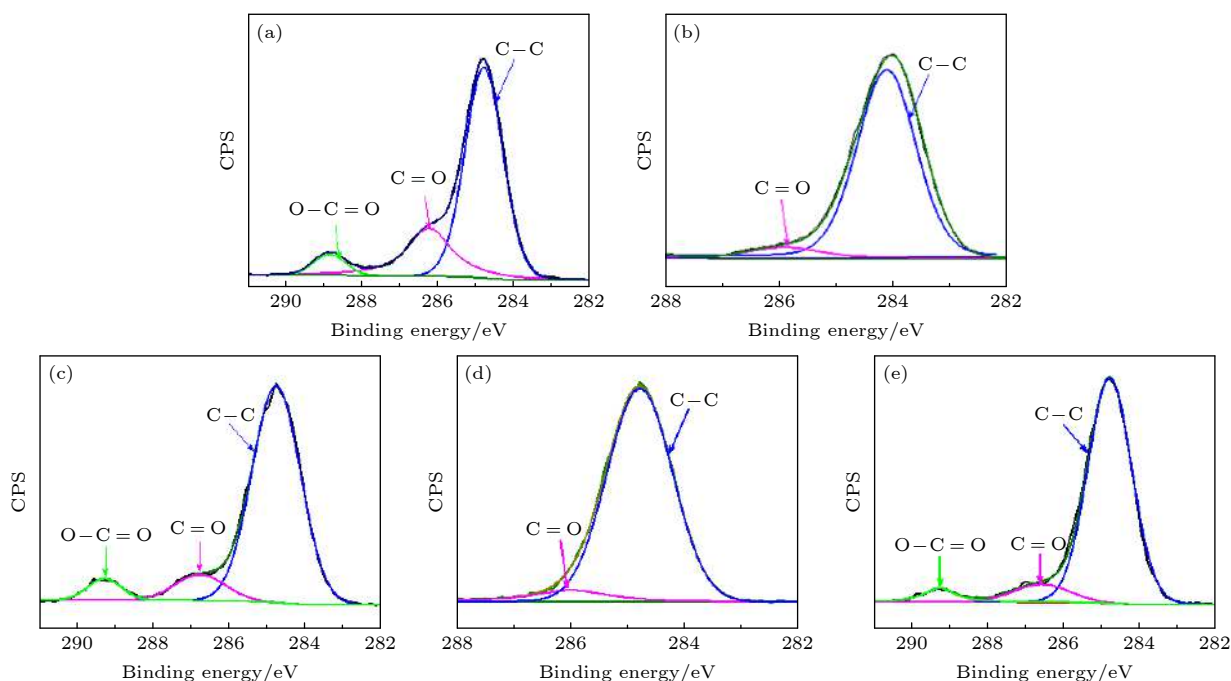 (a)
C−C
C=O
O−C=O
CPS
290 288 286 284 282
Binding energy/eV
(b)
C−C
C=O
CPS
288 286 284 282
Binding energy/eV
(c)
C−C
O−C=O C=O
CPS
290 288 286 284 282
Binding energy/eV
(d)
C−C
C=O
CPS
288 286 284 282
Binding energy/eV
(e)
C−C
O−C=O C=O
CPS
290 288 286 284 282
Binding energy/eV